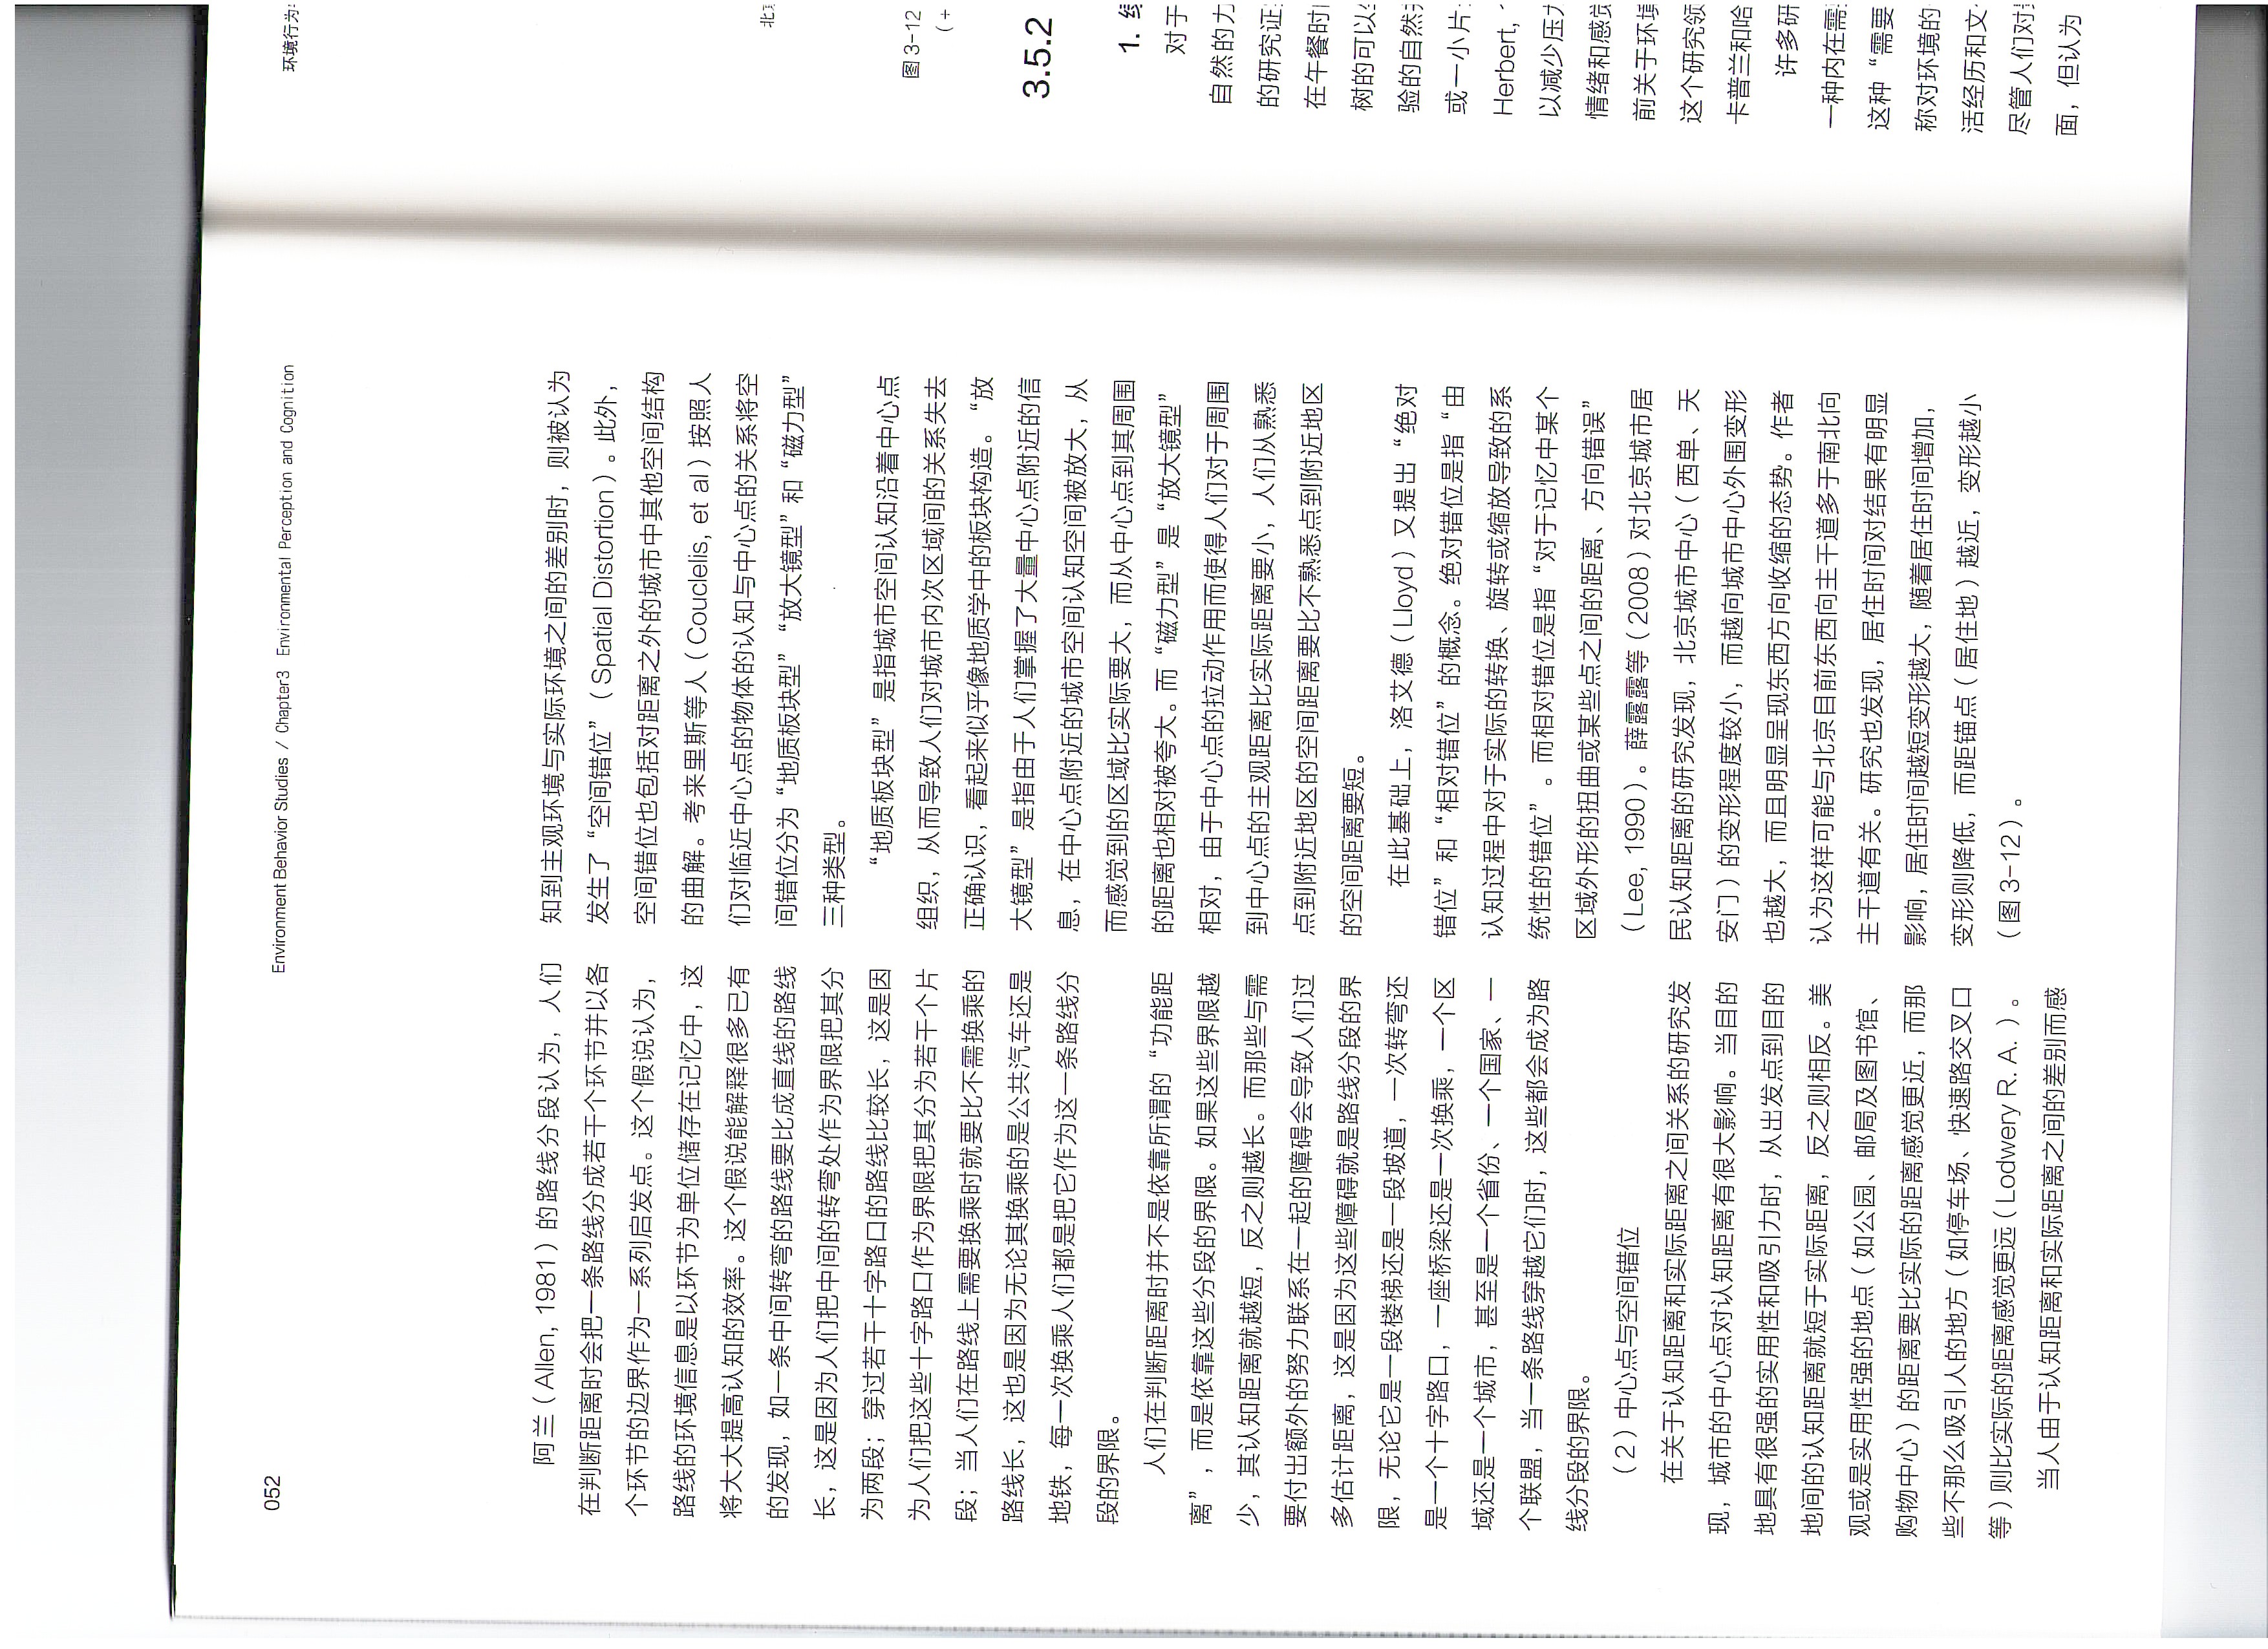 052
Environment Behavior Studies / Chapter3 Environmental Perception and Cognition
阿兰（Allen, 1981）的路线分段认为，人们
在判断距离时会把一条路线分成若干个环节并以各
个环节的边界作为一系列启发点。这个假说认为，
路线的环境信息是以环节为单位储存在记忆中，这
将大大提高认知的效率。这个假说能解释很多已有
的发现，如一条中间转弯的路线要比成直线的路线
长，这是因为人们把中间的转弯处作为界限把其分
为两段；穿过若干十字路口的路线比较长，这是因
为人们把这些十字路口作为界限把其分为若干个片
段；当人们在路线上需要换乘时就要比不需换乘的
路线长，这也是因为无论其换乘的是公共汽车还是
地铁，每一次换乘人们都是把它作为这一条路线分
段的界限。
人们在判断距离时并不是依靠所谓的“功能距
离”，而是依靠这些分段的界限。如果这些界限越
少，其认知距离就越短，反之则越长。而那些与需
要付出额外的努力联系在一起的障碍会导致人们过
多估计距离，这是因为这些障碍就是路线分段的界
限，无论它是一段楼梯还是一段坡道，一次转弯还
是一个十字路口，一座桥梁还是一次换乘，一个区
域还是一个城市，甚至是一个省份、一个国家、一
个联盟，当一条路线穿越它们时，这些都会成为路
线分段的界限。
（2）中心点与空间错位
在关于认知距离和实际距离之间关系的研究发
现，城市的中心点对认知距离有很大影响。当目的
地具有很强的实用性和吸引力时，从出发点到目的
地间的认知距离就短于实际距离，反之则相反。美
观或是实用性强的地点（如公园、邮局及图书馆、
购物中心）的距离要比实际的距离感觉更近，而那
些不那么吸引人的地方（如停车场、快速路交叉口
等）则比实际的距离感觉更远（Lodwery R. A. ）。
当人由于认知距离和实际距离之间的差别而感
知到主观环境与实际环境之间的差别时，则被认为
发生了“空间错位”（Spatial Distortion）。此外，
空间错位也包括对距离之外的城市中其他空间结构
的曲解。考来里斯等人（Couclelis, et al）按照人
们对临近中心点的物体的认知与中心点的关系将空
间错位分为“地质板块型”“放大镜型”和“磁力型”
三种类型。
“地质板块型”是指城市空间认知沿着中心点
组织，从而导致人们对城市内次区域间的关系失去
正确认识，看起来似乎像地质学中的板块构造。“放
大镜型”是指由于人们掌握了大量中心点附近的信
息，在中心点附近的城市空间认知空间被放大，从
而感觉到的区域比实际要大，而从中心点到其周围
的距离也相对被夸大。而“磁力型”是“放大镜型”
相对，由于中心点的拉动作用而使得人们对于周围
到中心点的主观距离比实际距离要小，人们从熟悉
点到附近地区的空间距离要比不熟悉点到附近地区
的空间距离要短。
在此基础上，洛艾德（Lloyd）又提出“绝对
错位”和“相对错位”的概念。绝对错位是指“由
认知过程中对于实际的转换、旋转或缩放导致的系
统性的错位”。而相对错位是指“对于记忆中某个
区域外形的扭曲或某些点之间的距离、方向错误”
（Lee, 1990）。薛露露等（2008）对北京城市居
民认知距离的研究发现，北京城市中心（西单、天
安门）的变形程度较小，而越向城市中心外围变形
也越大，而且明显呈现东西方向收缩的态势。作者
认为这样可能与北京目前东西向主干道多于南北向
主干道有关。研究也发现，居住时间对结果有明显
影响，居住时间越短变形越大，随着居住时间增加，
变形则降低，而距锚点（居住地）越近，变形越小
（图 3-12）。
环境行为
北
图 3-12
（+
3.5.2
1.
对于
自然的力
的研究证
在午餐时
树的可以
验的自然
或一小片
Herbert,
以减少压力
情绪和感觉
前关于环境
这个研究领
卡普兰和哈
许多研
一种内在需
这种“需要
称对环境的
活经历和文
尽管人们对
面，但认为